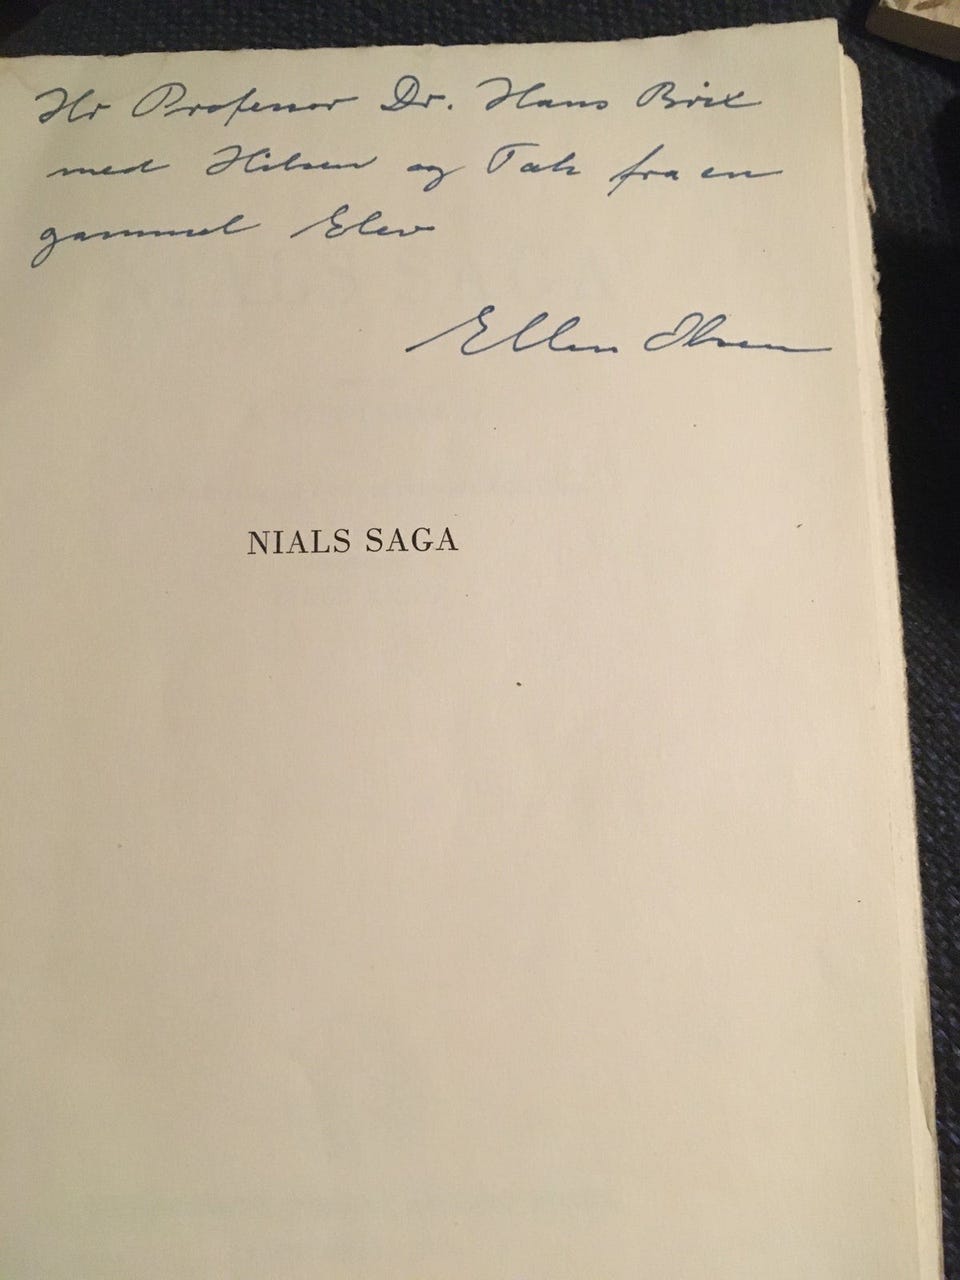 Hr Professor Dr. Hans Brix
med Hilsen og Tak fra en
gammel Elev
Ellen Olsen
NIALS SAGA